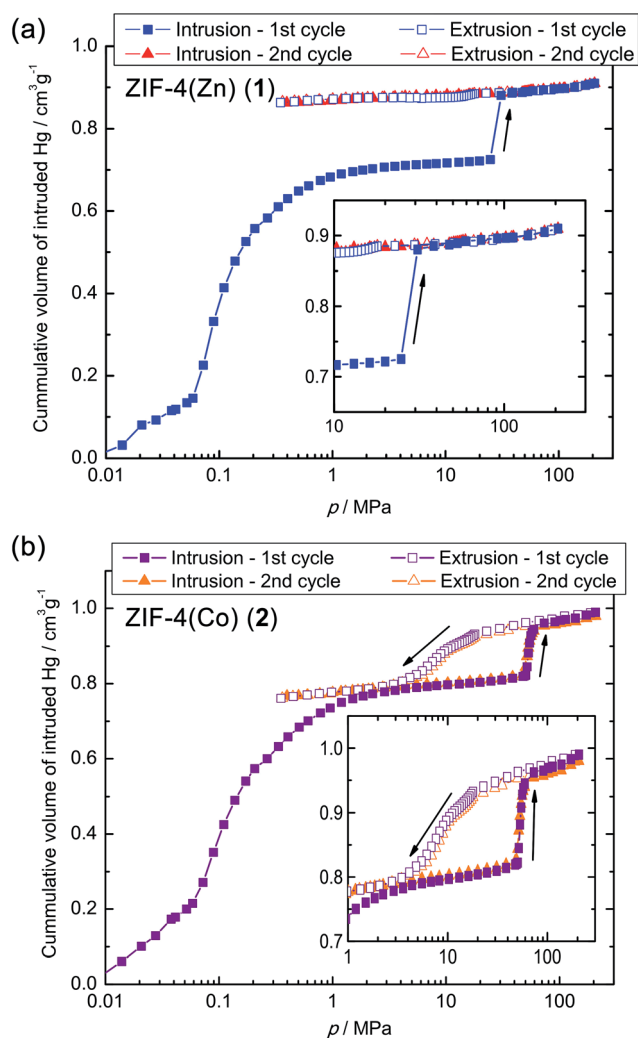 (a)
Intrusion - 1st cycle Extrusion - 1st cycle
Intrusion - 2nd cycle Extrusion - 2nd cycle
1.0
ZIF-4(Zn) (1)
0.8
0.6
0.4
0.2
0.0
Cummulative volume of intruded Hg / cm³g⁻¹
0.9
0.8
0.7
10 100
0.01 0.1 1 10 100
p / MPa
(b)
Intrusion - 1st cycle Extrusion - 1st cycle
Intrusion - 2nd cycle Extrusion - 2nd cycle
ZIF-4(Co) (2)
1.0
0.8
0.6
0.4
0.2
0.0
Cummulative volume of intruded Hg / cm³g⁻¹
1.0
0.9
0.8
0.7
1 10 100
0.01 0.1 1 10 100
p / MPa